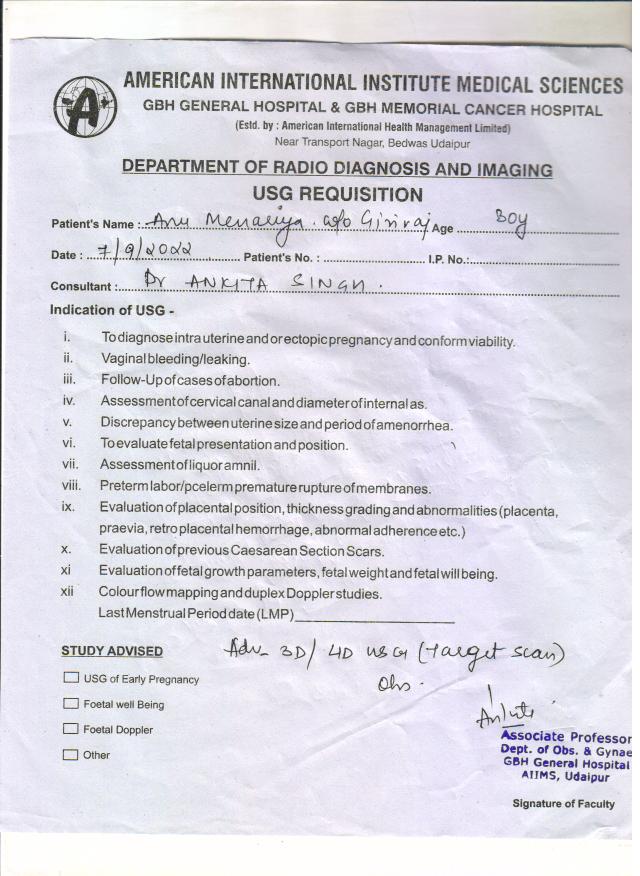 AMERICAN INTERNATIONAL INSTITUTE MEDICAL SCIENCES
GBH GENERAL HOSPITAL & GBH MEMORIAL CANCER HOSPITAL
(Estd. by : American International Health Management Limited)
Near Transport Nagar, Bedwas Udaipur
DEPARTMENT OF RADIO DIAGNOSIS AND IMAGING
USG REQUISITION
Patient's Name : Anu Menariya w/o Giriraj Age
Date : 7/9/2022 Patient's No. : I.P. No.:
Consultant : Dr ANKITA SINGH.
Indication of USG -
i. To diagnose intra uterine and or ectopic pregnancy and conform viability.
ii. Vaginal bleeding/leaking.
iii. Follow-Up of cases of abortion.
iv. Assessment of cervical canal and diameter of internal as.
v. Discrepancy between uterine size and period of amenorrhea.
vi. To evaluate fetal presentation and position.
vii. Assessment of liquor amnil.
viii. Preterm labor/pcelerm premature rupture of membranes.
ix. Evaluation of placental position, thickness grading and abnormalities (placenta,
praevia, retro placental hemorrhage, abnormal adherence etc.)
x. Evaluation of previous Caesarean Section Scars.
xi Evaluation of fetal growth parameters, fetal weight and fetal will being.
xii Colour flow mapping and duplex Doppler studies.
Last Menstrual Period date (LMP)
STUDY ADVISED
Adv- 3D/4D USG (Target scan)
Obs.
USG of Early Pregnancy
Foetal well Being
Foetal Doppler
Other
Associate Professor
Dept. of Obs. & Gynae
GBH General Hospital
AIIMS, Udaipur
Signature of Faculty